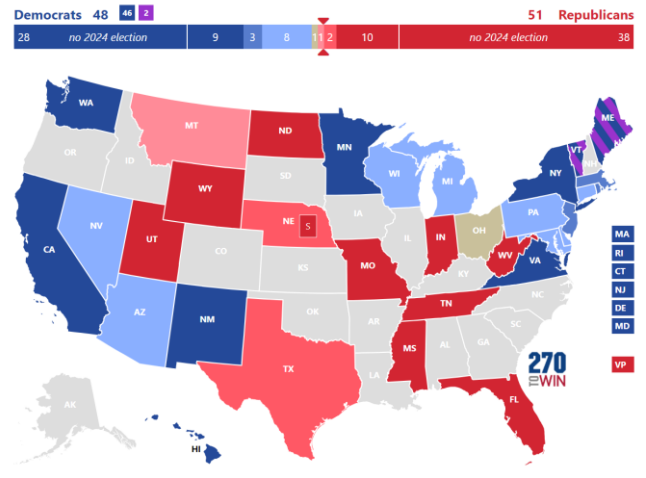 Democrats 48 46 2 51 Republicans
28 no 2024 election 9 3 8 1 1 2 10 no 2024 election 38
WA
MT
ND
MN
ME
VT
NH
OR
ID
SD
WI
MI
NY
WY
NE S
IA
PA
NV
UT
CO
IL
IN
OH
CA
KS
MO
KY
WV
VA
MA
RI
CT
NJ
DE
MD
AZ
NM
OK
AR
TN
NC
SC
MS
AL
GA
TX
LA
270
TO WIN
VP
FL
AK
HI